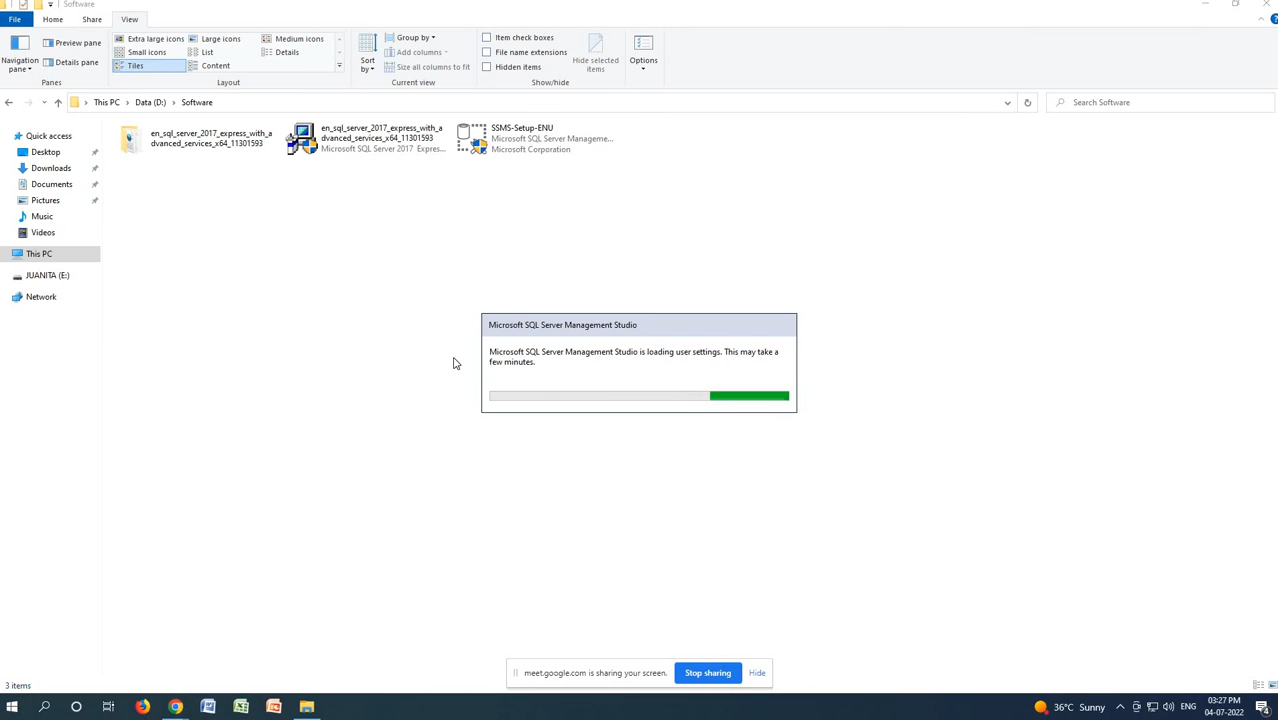 Software
File
Home
Share
View
Navigation
pane
Preview pane
Details pane
Panes
Extra large icons
Large icons
Medium icons
Small icons
List
Details
Tiles
Content
Layout
Sort
by
Group by
Add columns
Size all columns to fit
Current view
Item check boxes
File name extensions
Hidden items
Hide selected
items
Show/hide
Options
This PC
Data (D:)
Software
Search Software
Quick access
Desktop
Downloads
Documents
Pictures
Music
Videos
This PC
JUANITA (E:)
Network
en_sql_server_2017_express_with_a
dvanced_services_x64_11301593
en_sql_server_2017_express_with_a
dvanced_services_x64_11301593
Microsoft SQL Server 2017 Expres...
SSMS-Setup-ENU
Microsoft SQL Server Manageme...
Microsoft Corporation
Microsoft SQL Server Management Studio
Microsoft SQL Server Management Studio is loading user settings. This may take a
few minutes.
meet.google.com is sharing your screen.
Stop sharing
Hide
3 items
36°C Sunny
ENG
03:27 PM
04-07-2022